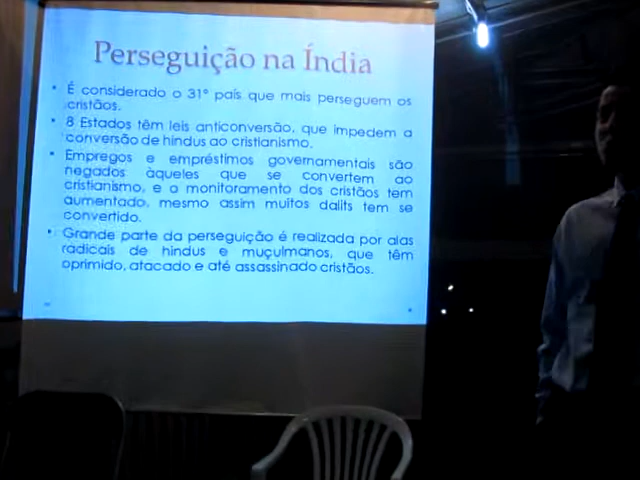 Perseguição na Índia
• É considerado o 31º país que mais perseguem os
cristãos.
• 8 Estados têm leis anticonversão, que impedem a
conversão de hindus ao cristianismo.
• Empregos e empréstimos governamentais são
negados àqueles que se convertem ao
cristianismo, e o monitoramento dos cristãos tem
aumentado, mesmo assim muitos dalits tem se
convertido.
• Grande parte da perseguição é realizada por alas
radicais de hindus e muçulmanos, que têm
oprimido, atacado e até assassinado cristãos.